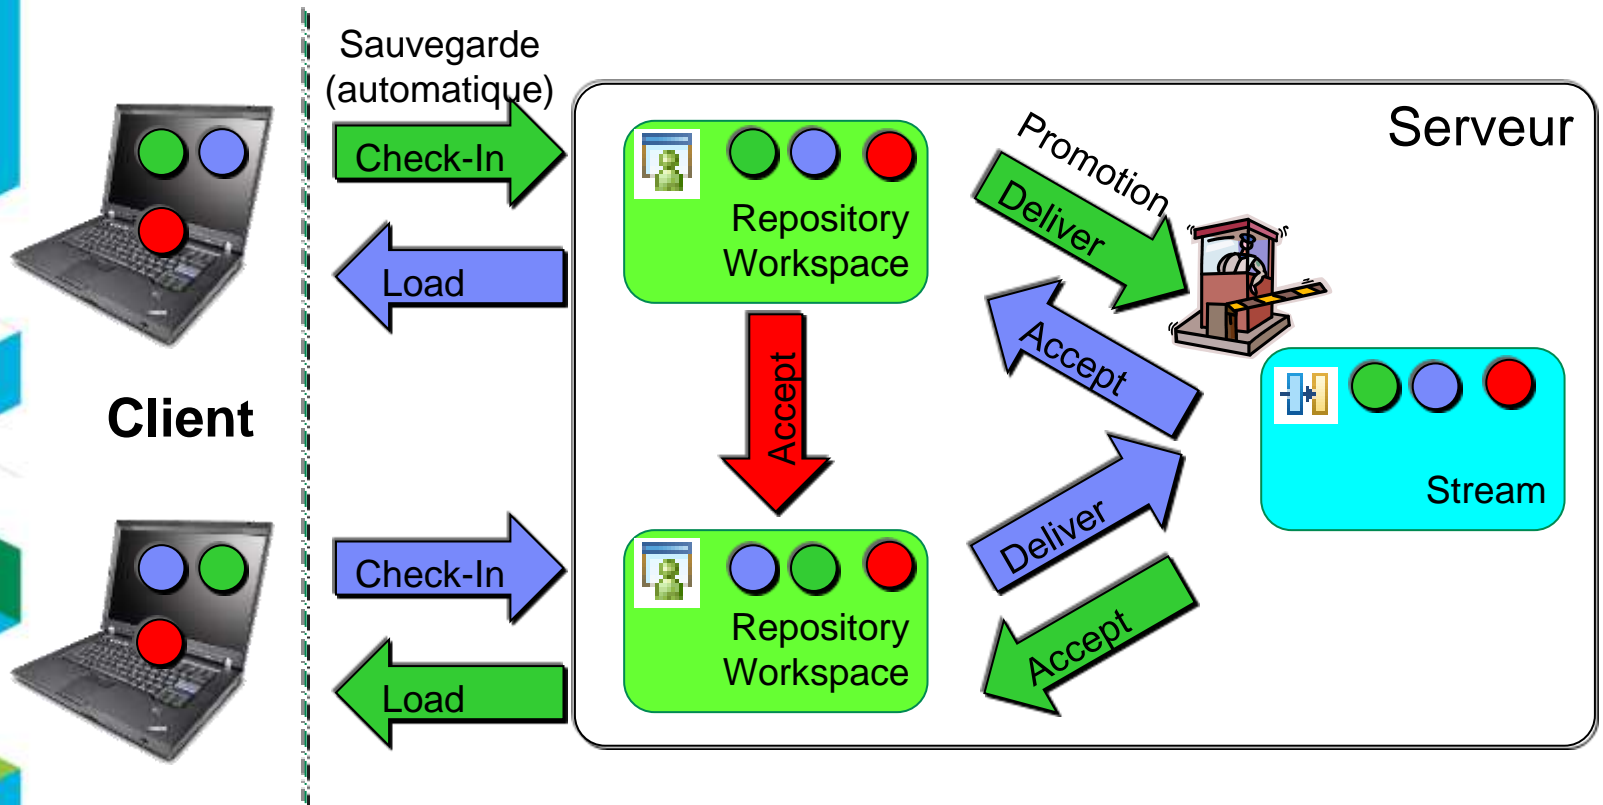 Sauvegarde
(automatique)
Serveur
Check-In
Promotion
Deliver
Repository
Workspace
Load
Accept
Accept
Client
Stream
Check-In
Deliver
Repository
Workspace
Accept
Load